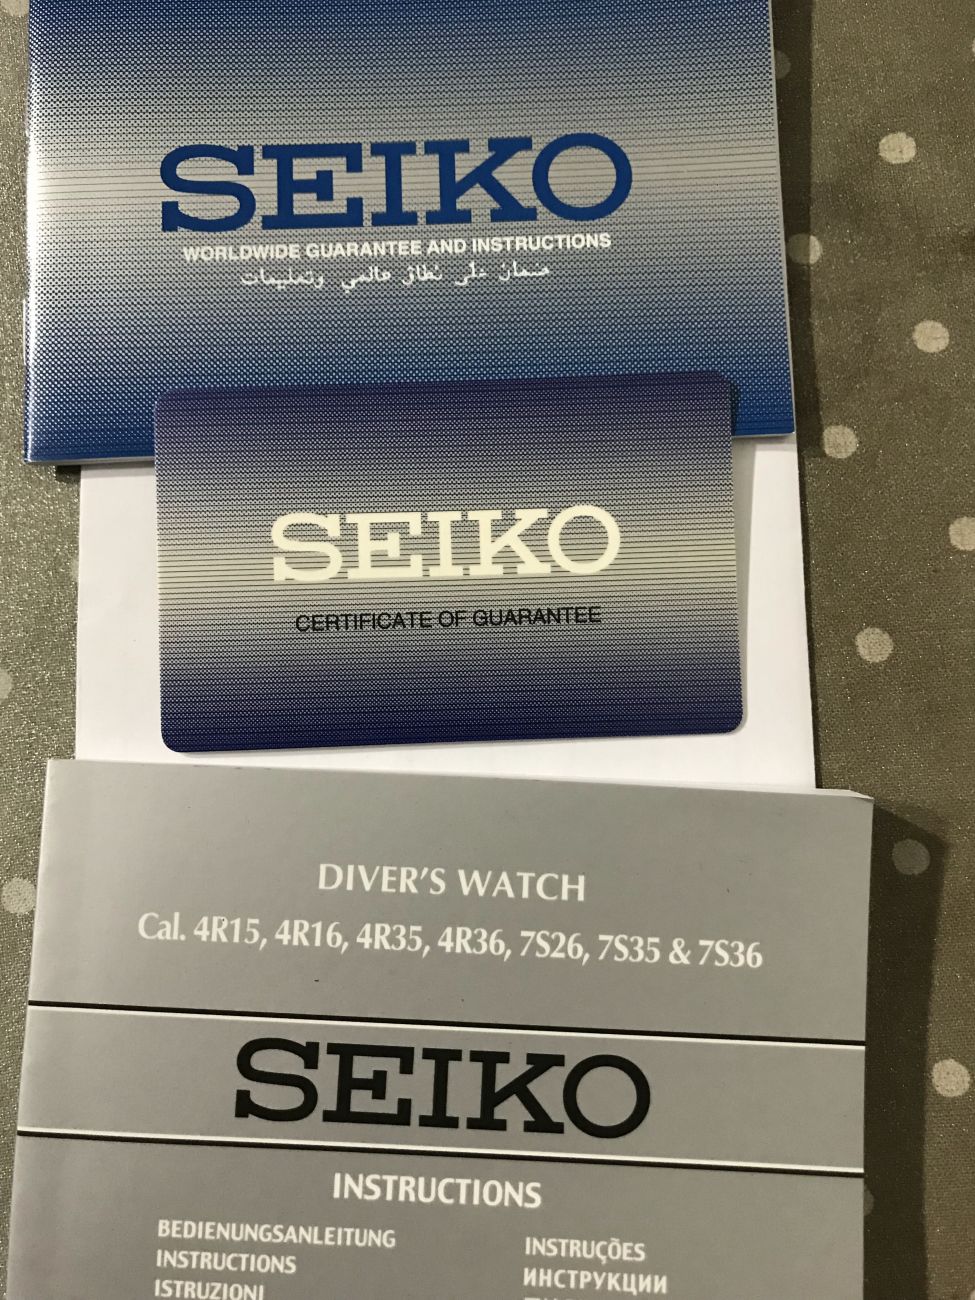 SEIKO
WORLDWIDE GUARANTEE AND INSTRUCTIONS
ضمان على نطاق عالمي وتعليمات
SEIKO
CERTIFICATE OF GUARANTEE
DIVER'S WATCH
Cal. 4R15, 4R16, 4R35, 4R36, 7S26, 7S35 & 7S36
SEIKO
INSTRUCTIONS
BEDIENUNGSANLEITUNG
INSTRUCTIONS
ISTRUZIONI
INSTRUÇÕES
ИНСТРУКЦИИ